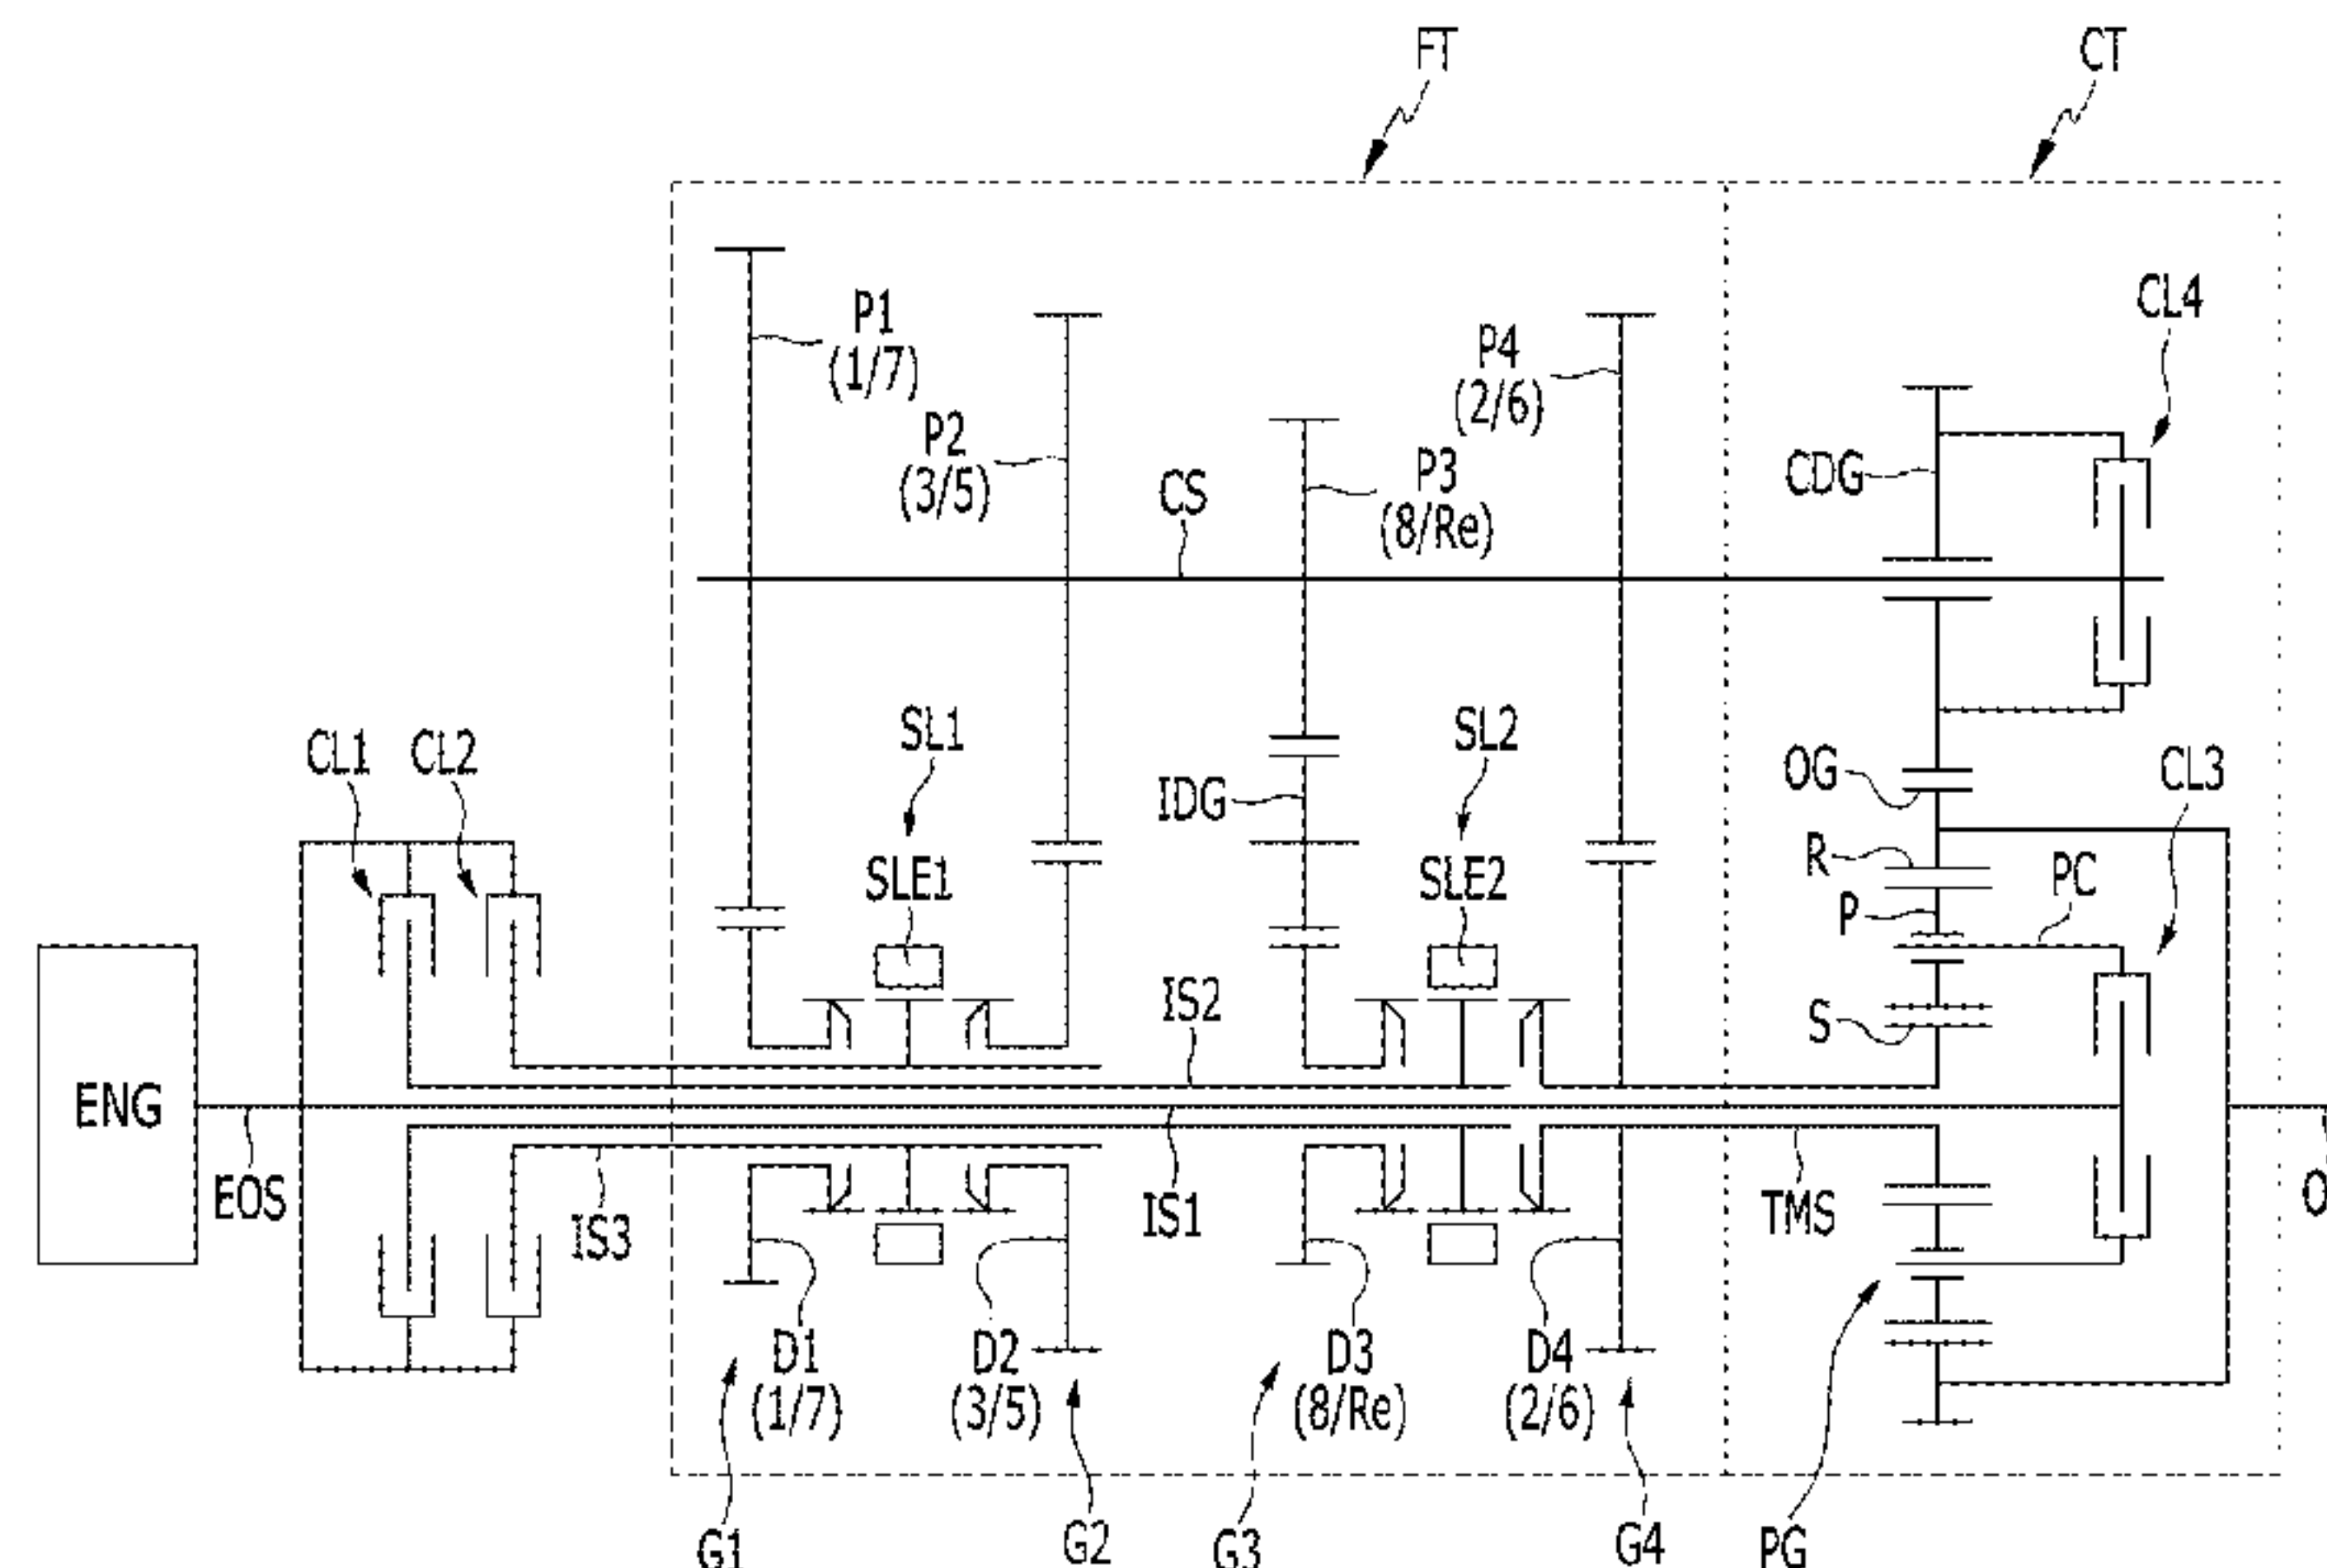 FT
CT
P1
(1/7)
P2
(3/5)
CS
P3
(8/Re)
P4
(2/6)
CL4
CDG
CL1
CL2
SL1
SLE1
IDG
SL2
SLE2
OG
CL3
R
P
PC
S
IS2
ENG
EOS
IS3
IS1
TMS
O
D1
(1/7)
D2
(3/5)
D3
(8/Re)
D4
(2/6)
G1
G2
G3
G4
PG